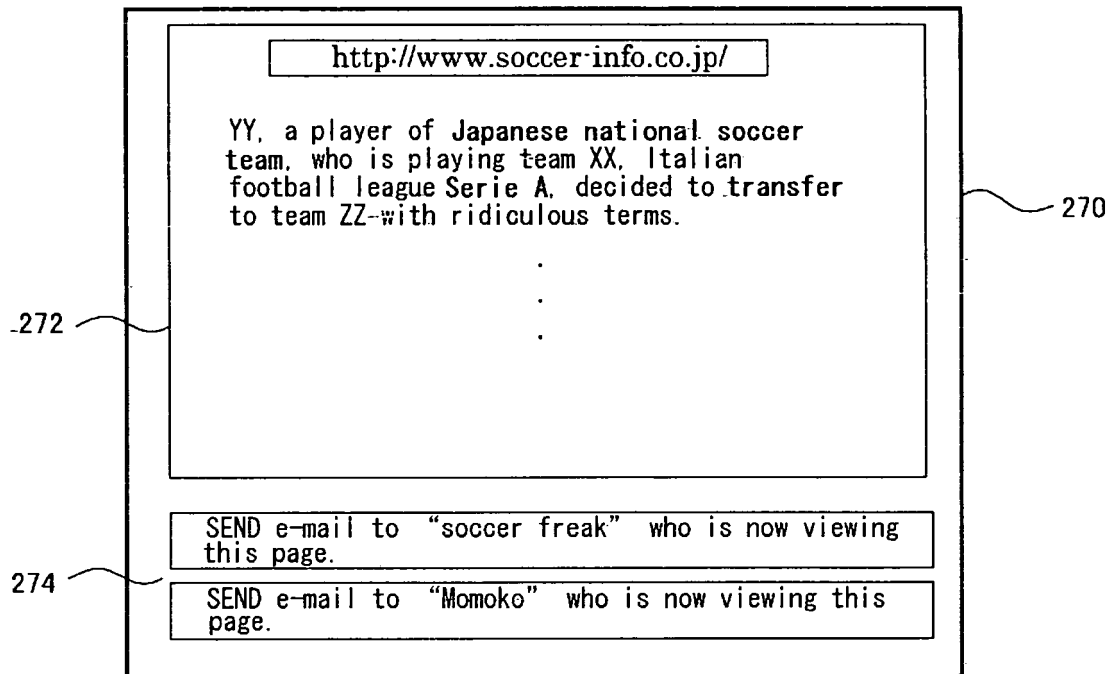 http://www.soccer-info.co.jp/
YY, a player of Japanese national soccer
team, who is playing team XX, Italian
football league Serie A, decided to transfer
to team ZZ with ridiculous terms.
270
272
SEND e-mail to “soccer freak” who is now viewing
this page.
274
SEND e-mail to “Momoko” who is now viewing this
page.